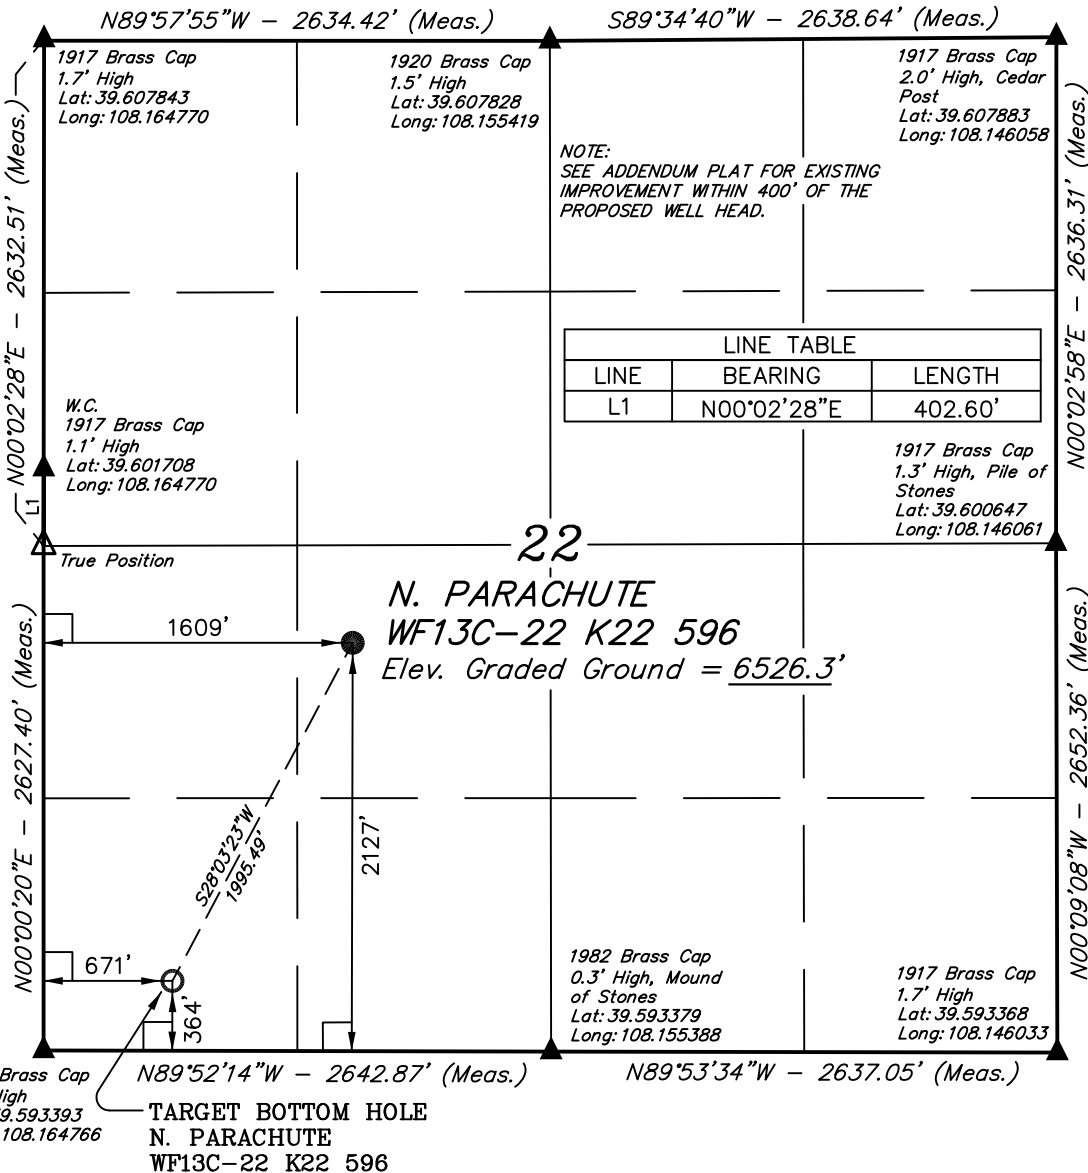 N89°57'55"W - 2634.42' (Meas.)
S89°34'40"W - 2638.64' (Meas.)
1917 Brass Cap
1.7' High
Lat: 39.607843
Long: 108.164770
1920 Brass Cap
1.5' High
Lat: 39.607828
Long: 108.155419
1917 Brass Cap
2.0' High, Cedar
Post
Lat: 39.607883
Long: 108.146058
NOTE:
SEE ADDENDUM PLAT FOR EXISTING
IMPROVEMENT WITHIN 400' OF THE
PROPOSED WELL HEAD.
N00°02'28"E - 2632.51' (Meas.)
N00°02'58"E - 2636.31' (Meas.)
LINE TABLE
LINE BEARING LENGTH
L1 N00°02'28"E 402.60'
W.C.
1917 Brass Cap
1.1' High
Lat: 39.601708
Long: 108.164770
1917 Brass Cap
1.3' High, Pile of
Stones
Lat: 39.600647
Long: 108.146061
L1
True Position
22
N. PARACHUTE
WF13C-22 K22 596
Elev. Graded Ground = 6526.3'
1609'
N00°00'20"E - 2627.40' (Meas.)
N00°09'08"W - 2652.36' (Meas.)
2127'
S28°03'23"W
1995.49'
671'
364'
1982 Brass Cap
0.3' High, Mound
of Stones
Lat: 39.593379
Long: 108.155388
1917 Brass Cap
1.7' High
Lat: 39.593368
Long: 108.146033
Brass Cap
High
9.593393
108.164766
N89°52'14"W - 2642.87' (Meas.)
N89°53'34"W - 2637.05' (Meas.)
TARGET BOTTOM HOLE
N. PARACHUTE
WF13C-22 K22 596